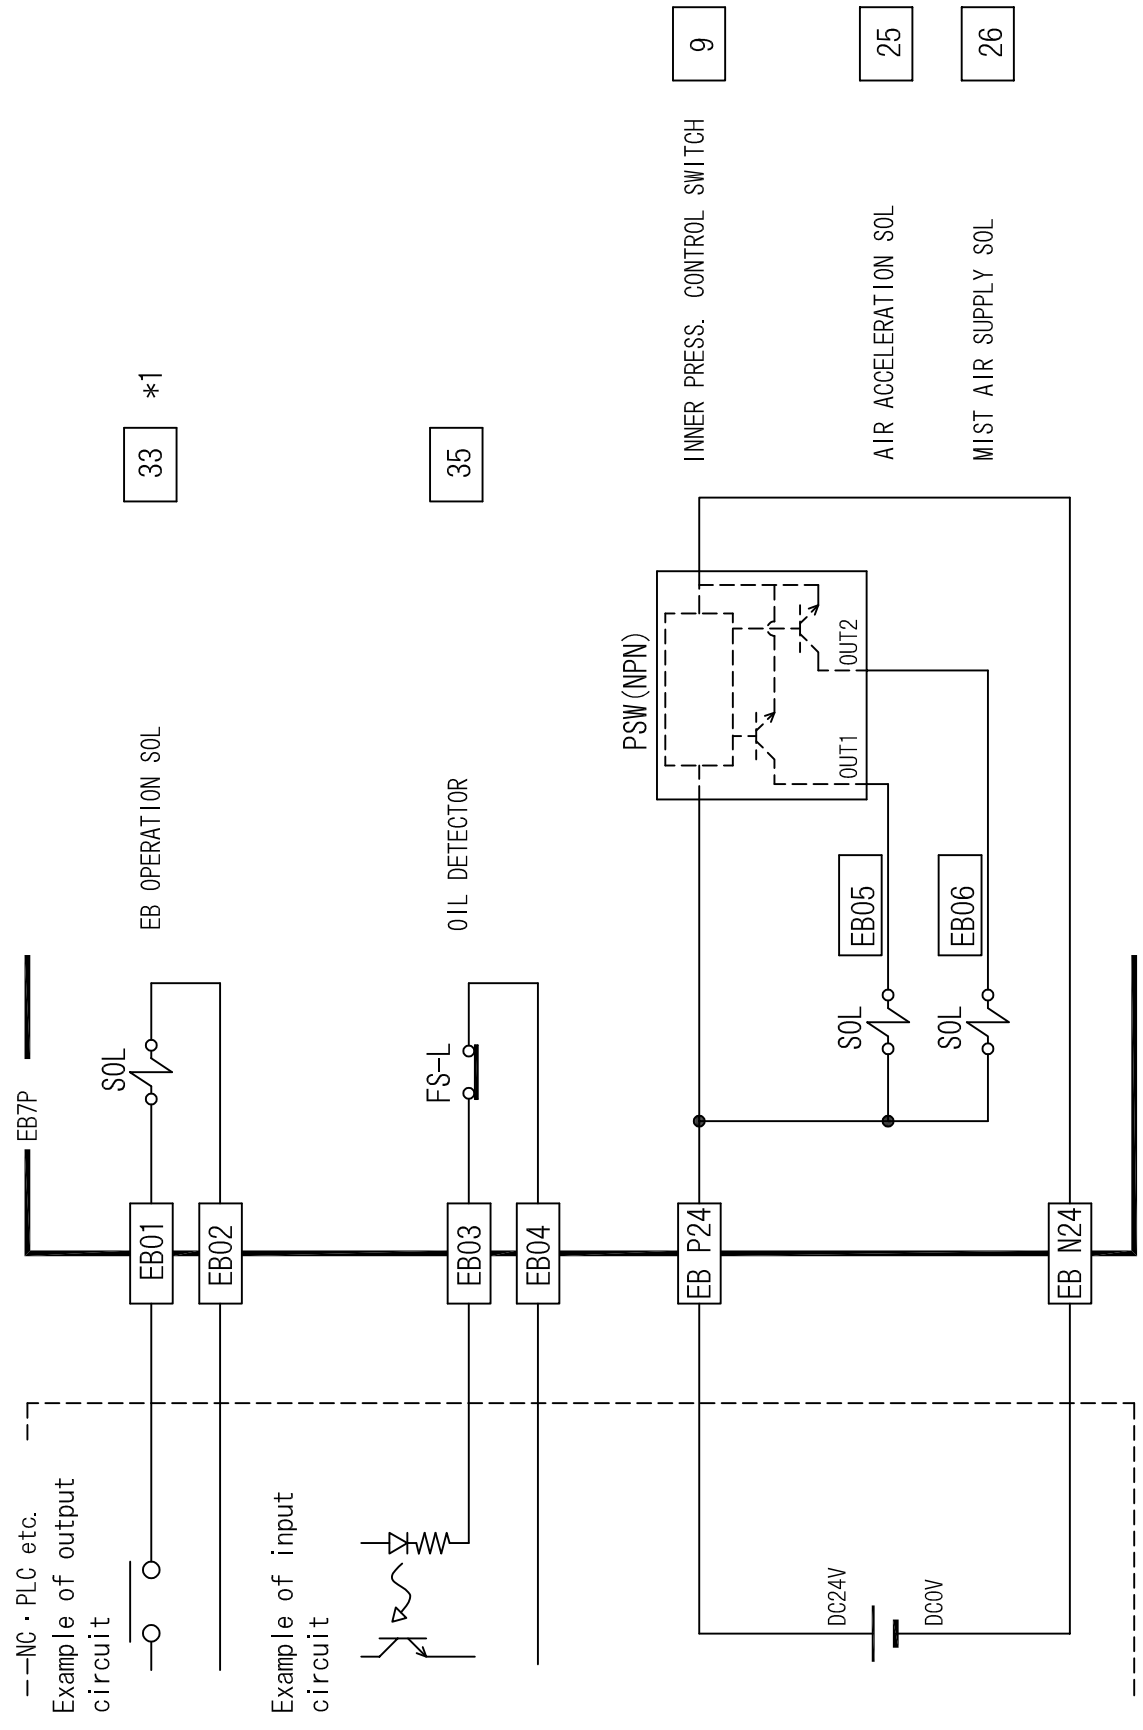 --NC・PLC etc.
Example of output
circuit
EB7P
EB01
EB02
SOL
EB OPERATION SOL
33
*1
Example of input
circuit
EB03
EB04
FS-L
OIL DETECTOR
35
DC24V
DC0V
EB P24
EB N24
PSW(NPN)
OUT1
OUT2
SOL
EB05
SOL
EB06
INNER PRESS. CONTROL SWITCH
9
AIR ACCELERATION SOL
25
MIST AIR SUPPLY SOL
26